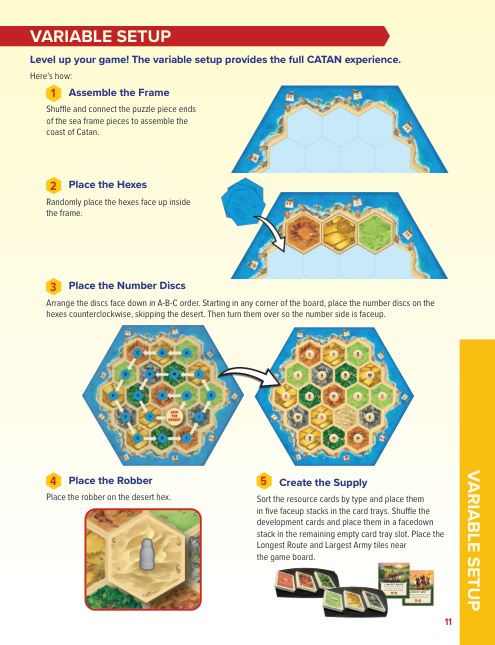 VARIABLE SETUP
Level up your game! The variable setup provides the full CATAN experience.
Here's how:
1 Assemble the Frame
Shuffle and connect the puzzle piece ends
of the sea frame pieces to assemble the
coast of Catan.
2 Place the Hexes
Randomly place the hexes face up inside
the frame.
3 Place the Number Discs
Arrange the discs face down in A-B-C order. Starting in any corner of the board, place the number discs on the
hexes counterclockwise, skipping the desert. Then turn them over so the number side is faceup.
SKIP
THE
DESERT
4 Place the Robber
Place the robber on the desert hex.
5 Create the Supply
Sort the resource cards by type and place them
in five faceup stacks in the card trays. Shuffle the
development cards and place them in a facedown
stack in the remaining empty card tray slot. Place the
Longest Route and Largest Army tiles near
the game board.
VARIABLE SETUP
11